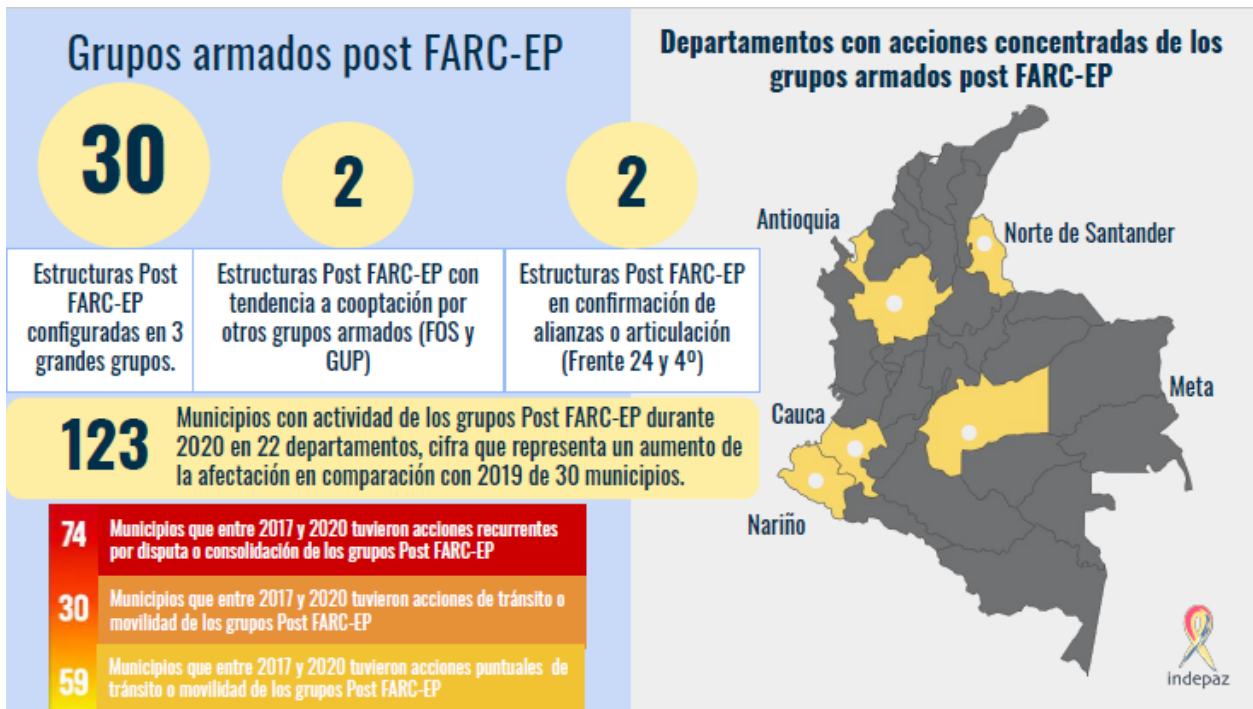 Grupos armados post FARC-EP
30
Estructuras Post
FARC-EP
configuradas en 3
grandes grupos.
2
Estructuras Post FARC-EP con
tendencia a cooptación por
otros grupos armados (FOS y
GUP)
2
Estructuras Post FARC-EP
en confirmación de
alianzas o articulación
(Frente 24 y 4º)
123
Municipios con actividad de los grupos Post FARC-EP durante
2020 en 22 departamentos, cifra que representa un aumento de
la afectación en comparación con 2019 de 30 municipios.
74
Municipios que entre 2017 y 2020 tuvieron acciones recurrentes
por disputa o consolidación de los grupos Post FARC-EP
30
Municipios que entre 2017 y 2020 tuvieron acciones de tránsito o
movilidad de los grupos Post FARC-EP
59
Municipios que entre 2017 y 2020 tuvieron acciones puntuales de
tránsito o movilidad de los grupos Post FARC-EP
Departamentos con acciones concentradas de los
grupos armados post FARC-EP
Antioquia
Norte de Santander
Meta
Cauca
Nariño
indepaz